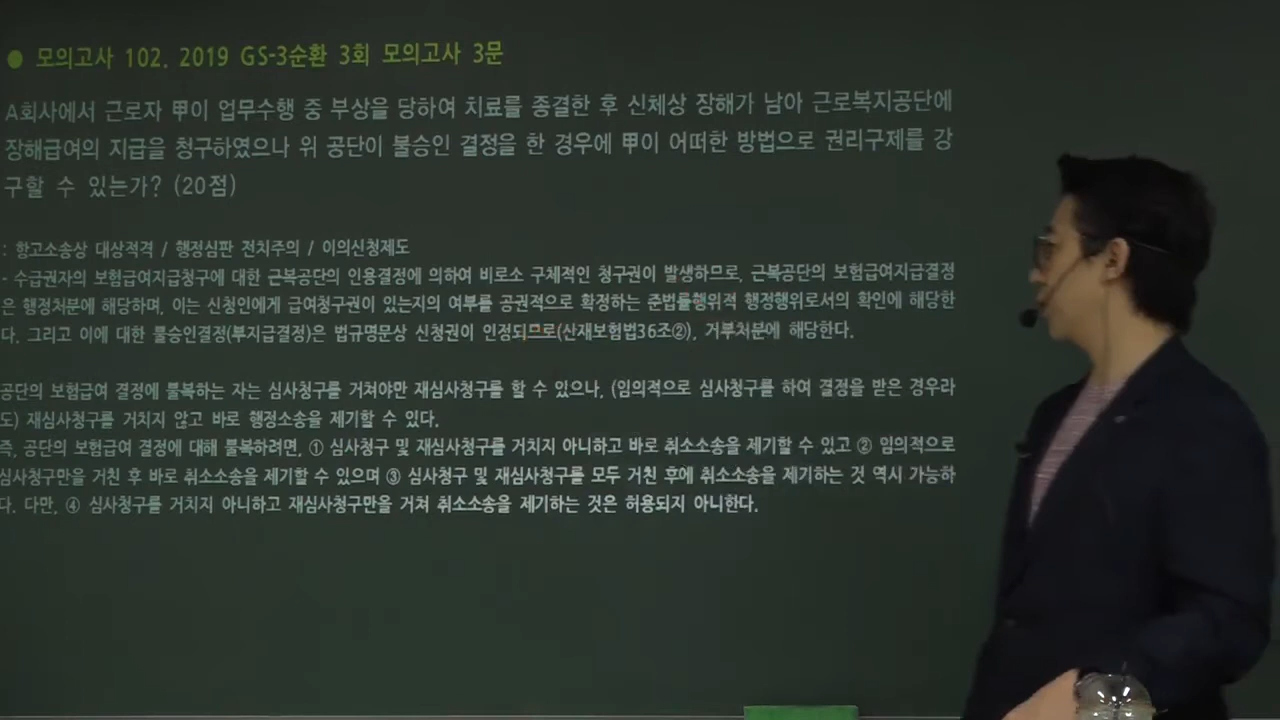 ● 모의고사 102. 2019 GS-3순환 3회 모의고사 3문
A회사에서 근로자 甲이 업무수행 중 부상을 당하여 치료를 종결한 후 신체상 장해가 남아 근로복지공단에
장해급여의 지급을 청구하였으나 위 공단이 불승인 결정을 한 경우에 甲이 어떠한 방법으로 권리구제를 강
구할 수 있는가? (20점)
: 항고소송상 대상적격 / 행정심판 전치주의 / 이의신청제도
- 수급권자의 보험급여지급청구에 대한 근복공단의 인용결정에 의하여 비로소 구체적인 청구권이 발생하므로, 근복공단의 보험급여지급결정
은 행정처분에 해당하며, 이는 신청인에게 급여청구권이 있는지의 여부를 공권적으로 확정하는 준법률행위적 행정행위로서의 확인에 해당한
다. 그리고 이에 대한 불승인결정(부지급결정)은 법규명문상 신청권이 인정되므로(산재보험법36조②), 거부처분에 해당한다.
공단의 보험급여 결정에 불복하는 자는 심사청구를 거쳐야만 재심사청구를 할 수 있으나, (임의적으로 심사청구를 하여 결정을 받은 경우라
도) 재심사청구를 거치지 않고 바로 행정소송을 제기할 수 있다.
즉, 공단의 보험급여 결정에 대해 불복하려면, ① 심사청구 및 재심사청구를 거치지 아니하고 바로 취소소송을 제기할 수 있고 ② 임의적으로
심사청구만을 거친 후 바로 취소소송을 제기할 수 있으며 ③ 심사청구 및 재심사청구를 모두 거친 후에 취소소송을 제기하는 것 역시 가능하
다. 다만, ④ 심사청구를 거치지 아니하고 재심사청구만을 거쳐 취소소송을 제기하는 것은 허용되지 아니한다.